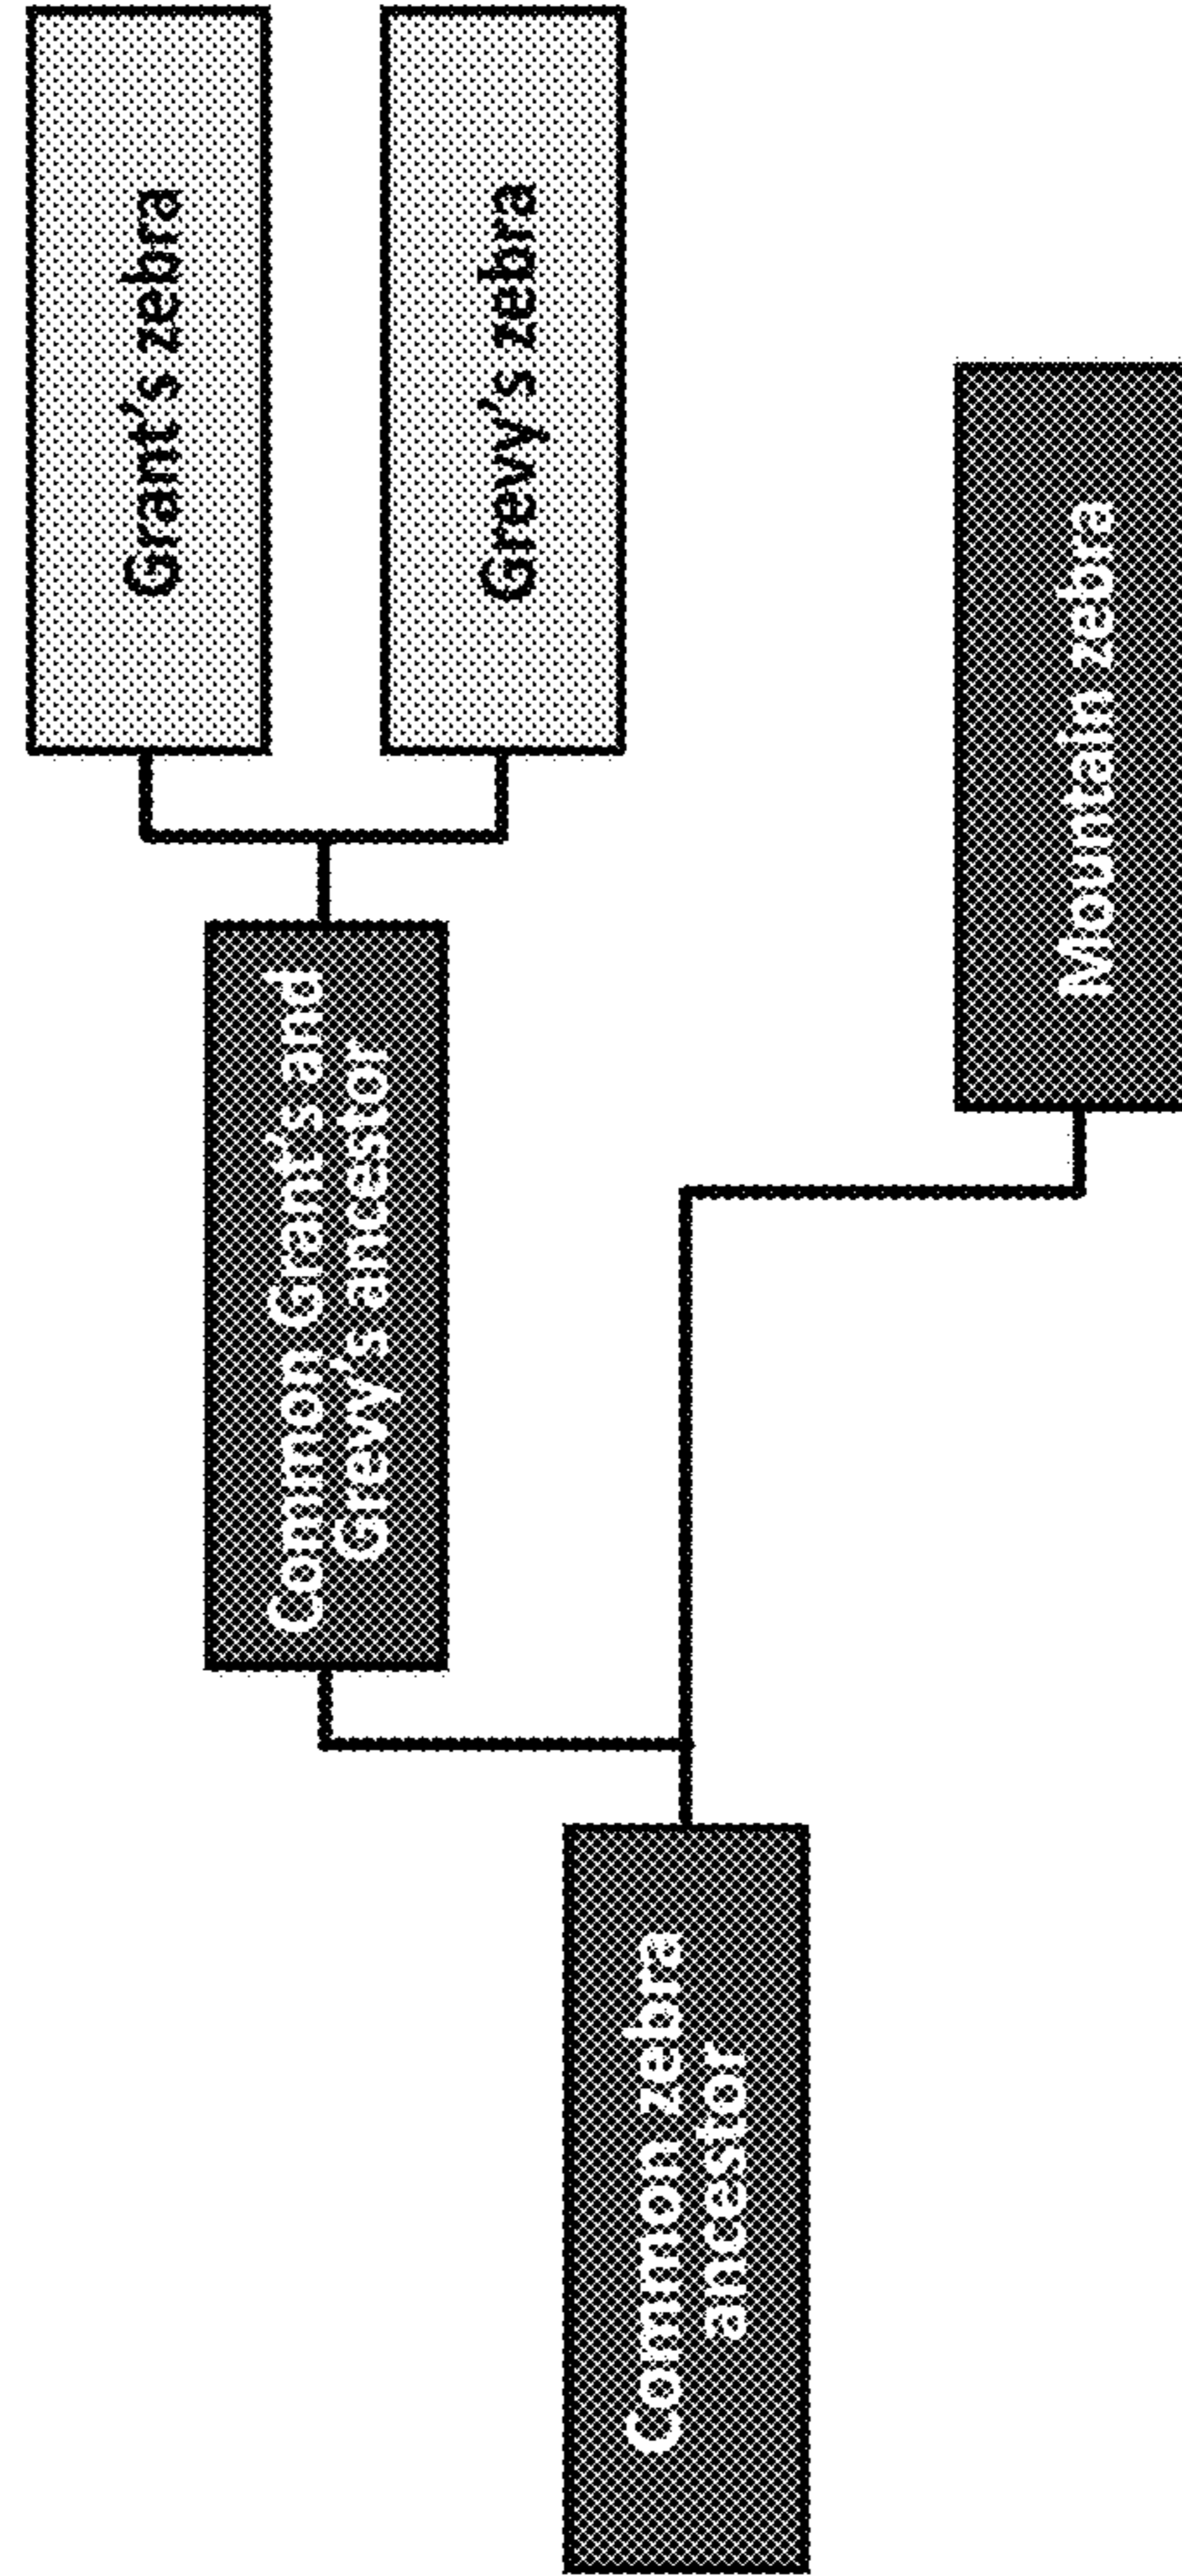 Common zebra
ancestor
Common Grant's and
Grevy's ancestor
Grant's zebra
Grevy's zebra
Mountain zebra